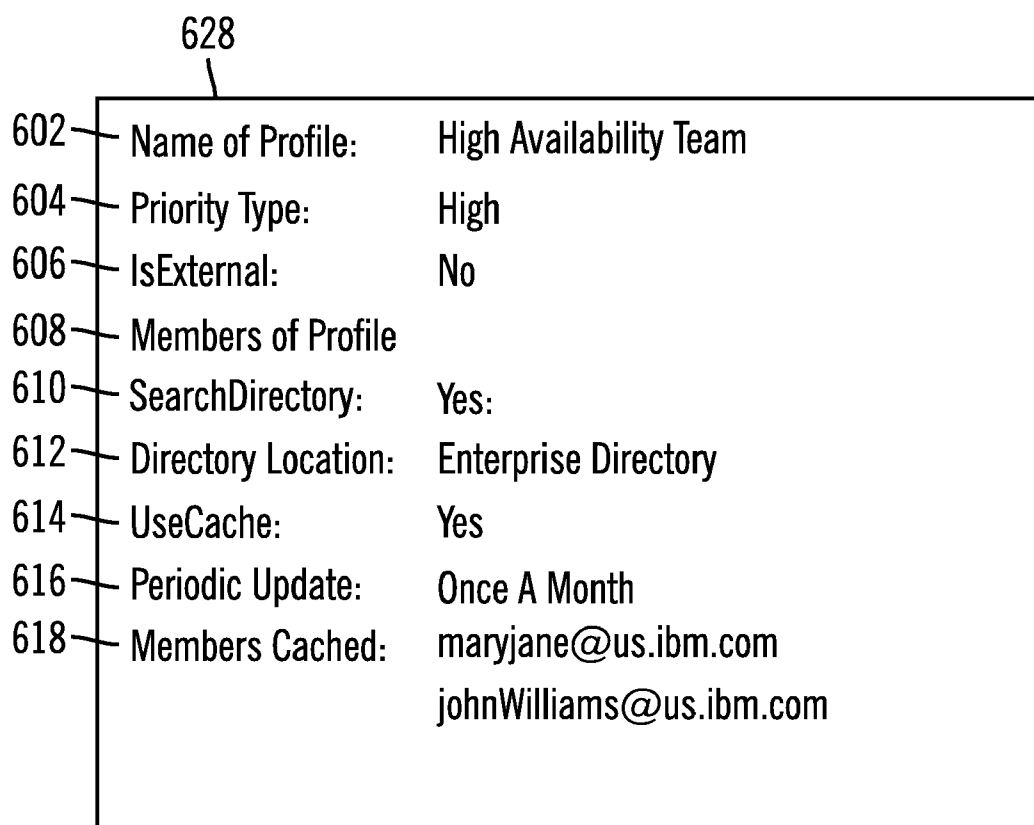 628
602 Name of Profile: High Availability Team
604 Priority Type: High
606 IsExternal: No
608 Members of Profile
610 SearchDirectory: Yes:
612 Directory Location: Enterprise Directory
614 UseCache: Yes
616 Periodic Update: Once A Month
618 Members Cached: maryjane@us.ibm.com
johnWilliams@us.ibm.com